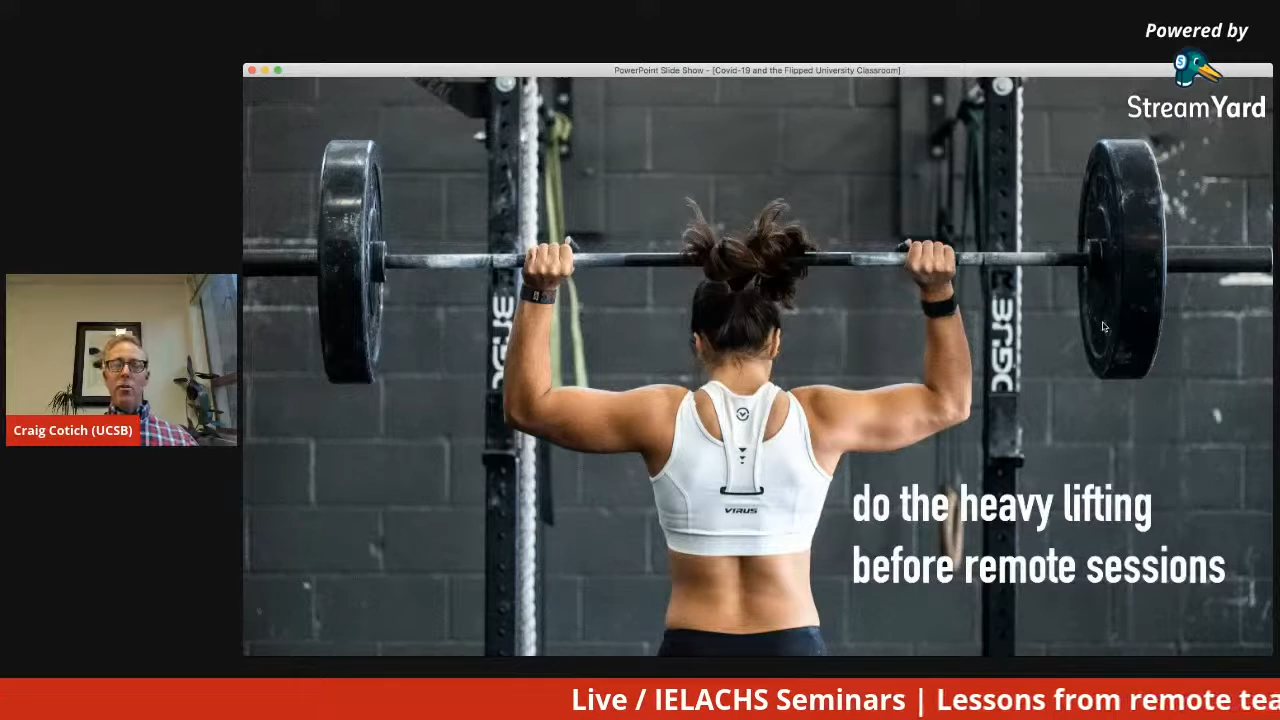 Powered by
StreamYard
PowerPoint Slide Show - [Covid-19 and the Flipped University Classroom]
ROGUE
VIRUS
do the heavy lifting
before remote sessions
Craig Cotich (UCSB)
Live / IELACHS Seminars | Lessons from remote tea